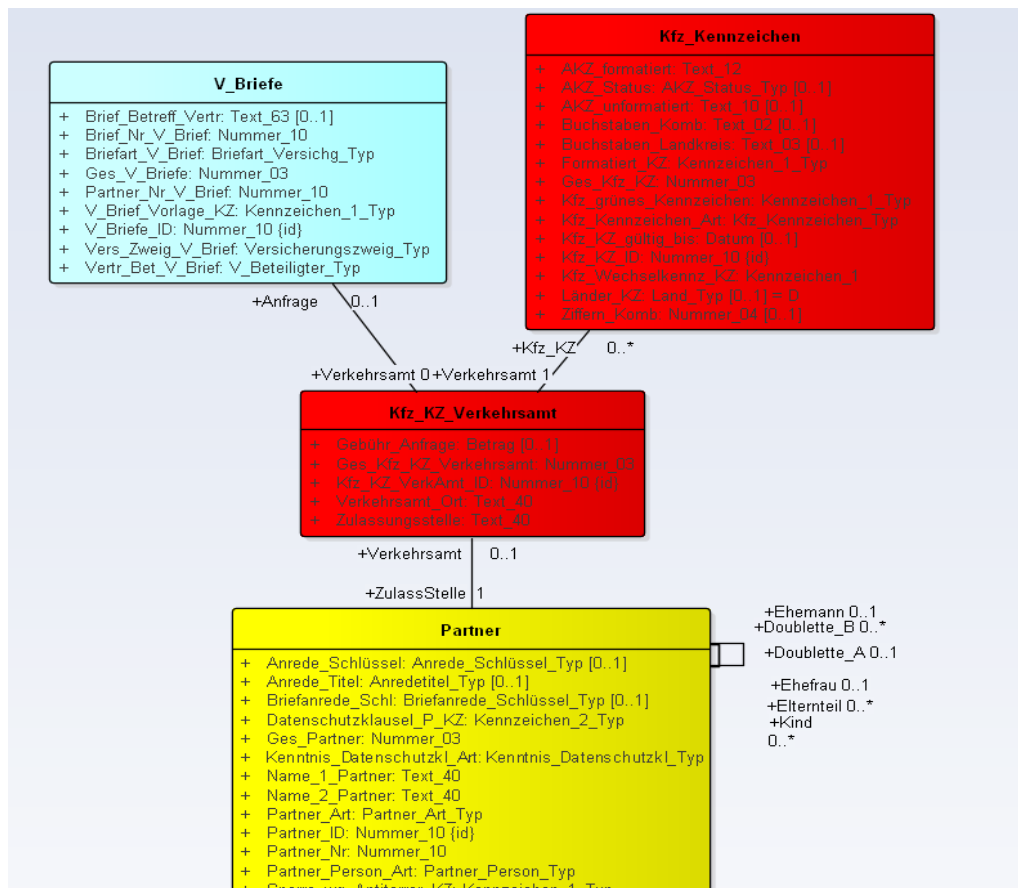 V_Briefe
+ Brief_Betreff_Vertr: Text_63 [0..1]
+ Brief_Nr_V_Brief: Nummer_10
+ Briefart_V_Brief: Briefart_Versichg_Typ
+ Ges_V_Briefe: Nummer_03
+ Partner_Nr_V_Brief: Nummer_10
+ V_Brief_Vorlage_KZ: Kennzeichen_1_Typ
+ V_Briefe_ID: Nummer_10 {id}
+ Vers_Zweig_V_Brief: Versicherungszweig_Typ
+ Vertr_Bet_V_Brief: V_Beteiligter_Typ
Kfz_Kennzeichen
+ AKZ_formatiert: Text_12
+ AKZ_Status: AKZ_Status_Typ [0..1]
+ AKZ_unformatiert: Text_10 [0..1]
+ Buchstaben_Komb: Text_02 [0..1]
+ Buchstaben_Landkreis: Text_03 [0..1]
+ Formatiert_KZ: Kennzeichen_1_Typ
+ Ges_Kfz_KZ: Nummer_03
+ Kfz_grünes_Kennzeichen: Kennzeichen_1_Typ
+ Kfz_Kennzeichen_Art: Kfz_Kennzeichen_Typ
+ Kfz_KZ_gültig_bis: Datum [0..1]
+ Kfz_KZ_ID: Nummer_10 {id}
+ Kfz_Wechselkennz_KZ: Kennzeichen_1
+ Länder_KZ: Land_Typ [0..1] = D
+ Ziffern_Komb: Nummer_04 [0..1]
+Anfrage 0..1
+Kfz_KZ 0..*
+Verkehrsamt 0 +Verkehrsamt 1
Kfz_KZ_Verkehrsamt
+ Gebühr_Anfrage: Betrag [0..1]
+ Ges_Kfz_KZ_Verkehrsamt: Nummer_03
+ Kfz_KZ_VerkAmt_ID: Nummer_10 {id}
+ Verkehrsamt_Ort: Text_40
+ Zulassungsstelle: Text_40
+Verkehrsamt 0..1
+ZulassStelle 1
Partner
+ Anrede_Schlüssel: Anrede_Schlüssel_Typ [0..1]
+ Anrede_Titel: Anredetitel_Typ [0..1]
+ Briefanrede_Schl: Briefanrede_Schlüssel_Typ [0..1]
+ Datenschutzklausel_P_KZ: Kennzeichen_2_Typ
+ Ges_Partner: Nummer_03
+ Kenntnis_Datenschutzkl_Art: Kenntnis_Datenschutzkl_Typ
+ Name_1_Partner: Text_40
+ Name_2_Partner: Text_40
+ Partner_Art: Partner_Art_Typ
+ Partner_ID: Nummer_10 {id}
+ Partner_Nr: Nummer_10
+ Partner_Person_Art: Partner_Person_Typ
+Ehemann 0..1
+Doublette_B 0..*
+Doublette_A 0..1
+Ehefrau 0..1
+Elternteil 0..*
+Kind
0..*